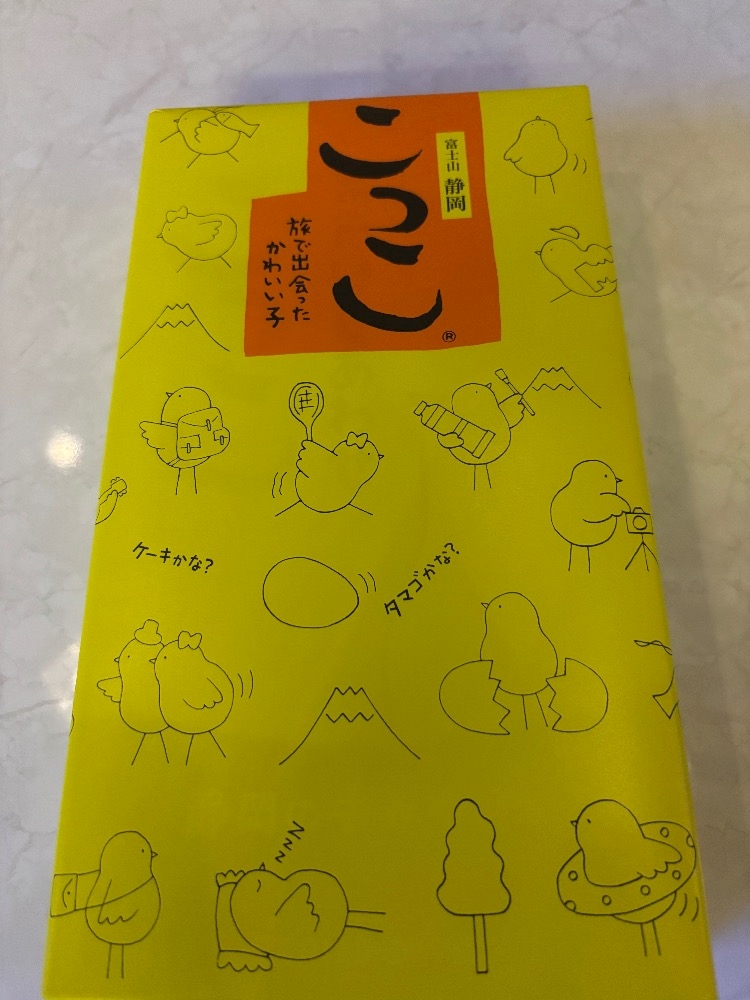 こっこ
®
富士山 静岡
旅で出会った
かわいい子
ケーキかな?
タマゴかな?
ZZZ